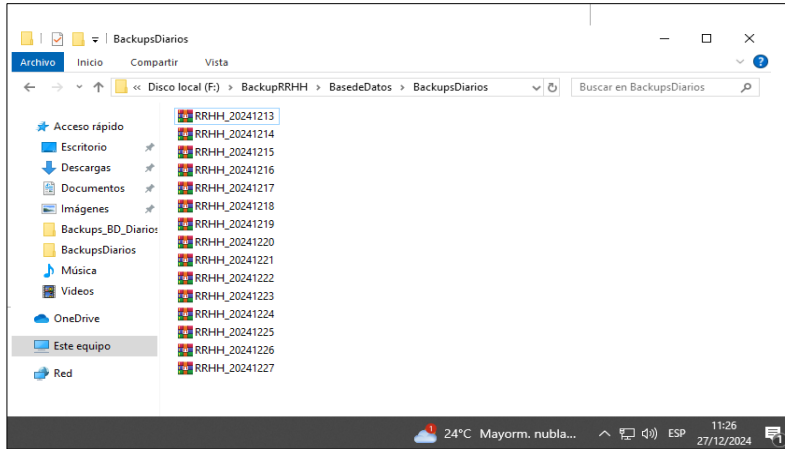 BackupsDiarios
Archivo Inicio Compartir Vista
« Disco local (F:) > BackupRRHH > BasedeDatos > BackupsDiarios Buscar en BackupsDiarios
Acceso rápido
Escritorio
Descargas
Documentos
Imágenes
Backups_BD_Diarios
BackupsDiarios
Música
Videos
OneDrive
Este equipo
Red
RRHH_20241213
RRHH_20241214
RRHH_20241215
RRHH_20241216
RRHH_20241217
RRHH_20241218
RRHH_20241219
RRHH_20241220
RRHH_20241221
RRHH_20241222
RRHH_20241223
RRHH_20241224
RRHH_20241225
RRHH_20241226
RRHH_20241227
1 24°C Mayorm. nubla... ESP 11:26
27/12/2024 1